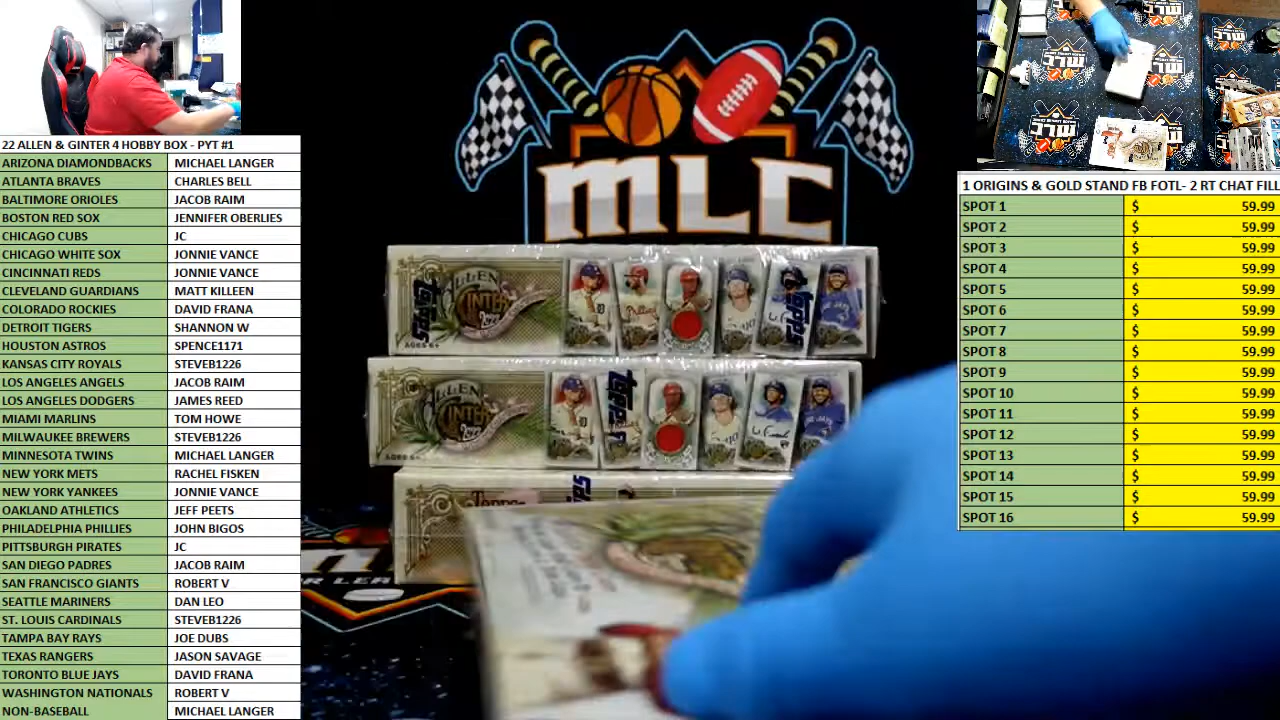 22 ALLEN & GINTER 4 HOBBY BOX - PYT #1
ARIZONA DIAMONDBACKS MICHAEL LANGER
ATLANTA BRAVES CHARLES BELL
BALTIMORE ORIOLES JACOB RAIM
BOSTON RED SOX JENNIFER OBERLIES
CHICAGO CUBS JC
CHICAGO WHITE SOX JONNIE VANCE
CINCINNATI REDS JONNIE VANCE
CLEVELAND GUARDIANS MATT KILLEEN
COLORADO ROCKIES DAVID FRANA
DETROIT TIGERS SHANNON W
HOUSTON ASTROS SPENCE1171
KANSAS CITY ROYALS STEVEB1226
LOS ANGELES ANGELS JACOB RAIM
LOS ANGELES DODGERS JAMES REED
MIAMI MARLINS TOM HOWE
MILWAUKEE BREWERS STEVEB1226
MINNESOTA TWINS MICHAEL LANGER
NEW YORK METS RACHEL FISKEN
NEW YORK YANKEES JONNIE VANCE
OAKLAND ATHLETICS JEFF PEETS
PHILADELPHIA PHILLIES JOHN BIGOS
PITTSBURGH PIRATES JC
SAN DIEGO PADRES JACOB RAIM
SAN FRANCISCO GIANTS ROBERT V
SEATTLE MARINERS DAN LEO
ST. LOUIS CARDINALS STEVEB1226
TAMPA BAY RAYS JOE DUBS
TEXAS RANGERS JASON SAVAGE
TORONTO BLUE JAYS DAVID FRANA
WASHINGTON NATIONALS ROBERT V
NON-BASEBALL MICHAEL LANGER
MLC
Topps
ALLEN
GINTER
AGES 6+
Topps
Topps
ALLEN
GINTER
Topps
Topps
1 ORIGINS & GOLD STAND FB FOTL- 2 RT CHAT FILL
SPOT 1 $ 59.99
SPOT 2 $ 59.99
SPOT 3 $ 59.99
SPOT 4 $ 59.99
SPOT 5 $ 59.99
SPOT 6 $ 59.99
SPOT 7 $ 59.99
SPOT 8 $ 59.99
SPOT 9 $ 59.99
SPOT 10 $ 59.99
SPOT 11 $ 59.99
SPOT 12 $ 59.99
SPOT 13 $ 59.99
SPOT 14 $ 59.99
SPOT 15 $ 59.99
SPOT 16 $ 59.99